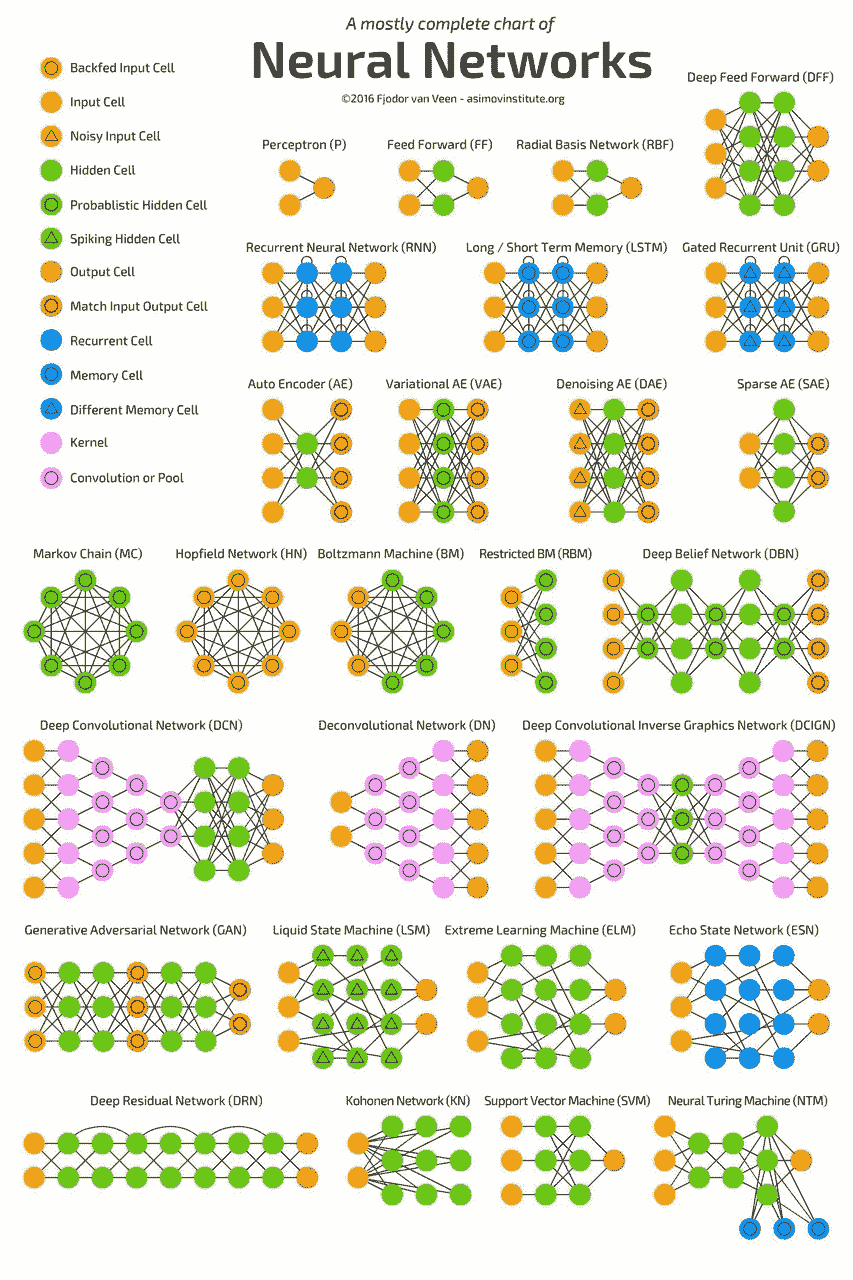 A mostly complete chart of
Neural Networks
©2016 Fjodor van Veen - asimovinstitute.org
Backfed Input Cell
Input Cell
Noisy Input Cell
Hidden Cell
Probablistic Hidden Cell
Spiking Hidden Cell
Output Cell
Match Input Output Cell
Recurrent Cell
Memory Cell
Different Memory Cell
Kernel
Convolution or Pool
Deep Feed Forward (DFF)
Perceptron (P)
Feed Forward (FF)
Radial Basis Network (RBF)
Recurrent Neural Network (RNN)
Long / Short Term Memory (LSTM)
Gated Recurrent Unit (GRU)
Auto Encoder (AE)
Variational AE (VAE)
Denoising AE (DAE)
Sparse AE (SAE)
Markov Chain (MC)
Hopfield Network (HN)
Boltzmann Machine (BM)
Restricted BM (RBM)
Deep Belief Network (DBN)
Deep Convolutional Network (DCN)
Deconvolutional Network (DN)
Deep Convolutional Inverse Graphics Network (DCIGN)
Generative Adversarial Network (GAN)
Liquid State Machine (LSM)
Extreme Learning Machine (ELM)
Echo State Network (ESN)
Deep Residual Network (DRN)
Kohonen Network (KN)
Support Vector Machine (SVM)
Neural Turing Machine (NTM)